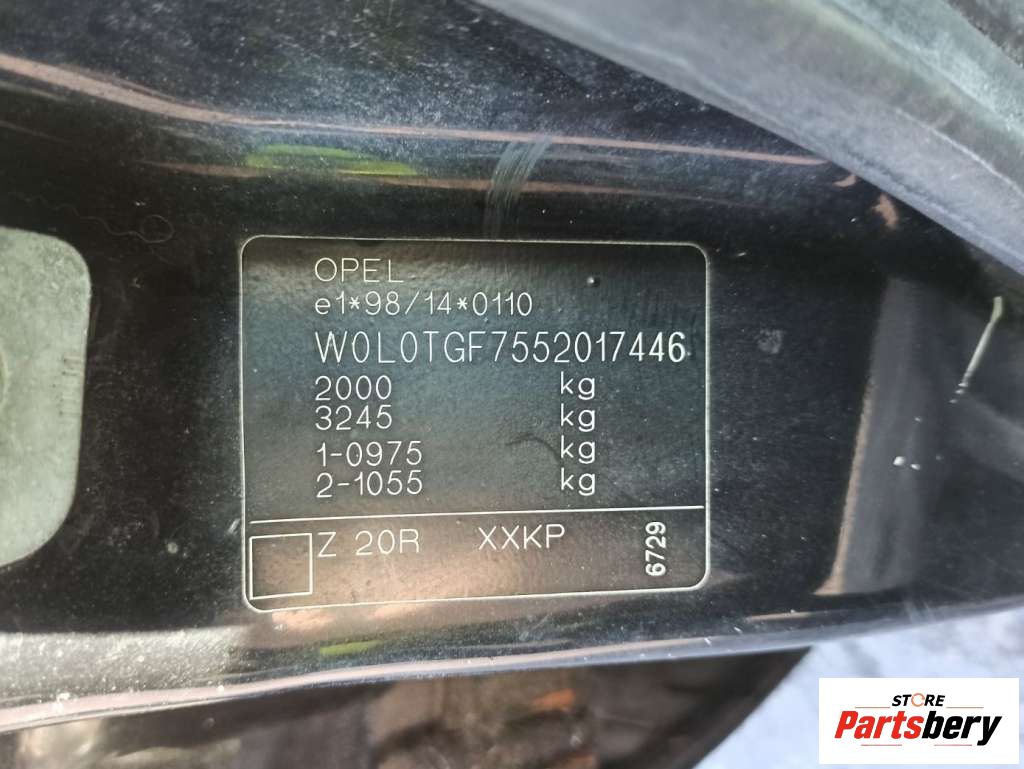 OPEL
e1*98/14*0110
W0L0TGF7552017446
2000 kg
3245 kg
1-0975 kg
2-1055 kg
Z 20R XXKP
6729
STORE
Partsbery